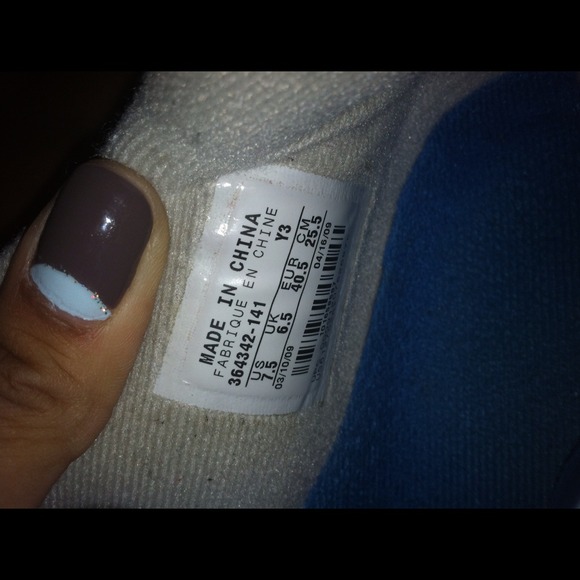 MADE IN CHINA
FABRIQUE EN CHINE
364342-141 Y3
US UK EUR CM
7.5 6.5 40.5 25.5
03/10/09 04/16/09